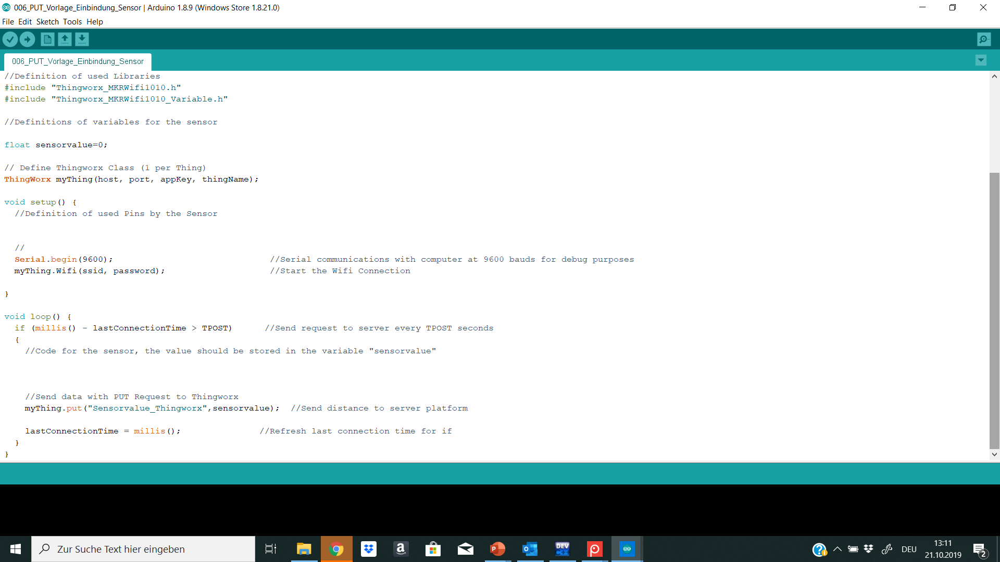 006_PUT_Vorlage_Einbindung_Sensor | Arduino 1.8.9 (Windows Store 1.8.21.0)
File Edit Sketch Tools Help
006_PUT_Vorlage_Einbindung_Sensor
//Definition of used Libraries
#include "Thingworx_MKRWifi1010.h"
#include "Thingworx_MKRWifi1010_Variable.h"
//Definitions of variables for the sensor
float sensorvalue=0;
// Define Thingworx Class (1 per Thing)
ThingWorx myThing(host, port, appKey, thingName);
void setup() {
//Definition of used Pins by the Sensor
//
Serial.begin(9600); //Serial communications with computer at 9600 bauds for debug purposes
myThing.Wifi(ssid, password); //Start the Wifi Connection
}
void loop() {
if (millis() - lastConnectionTime > TPOST) //Send request to server every TPOST seconds
{
//Code for the sensor, the value should be stored in the variable "sensorvalue"
//Send data with PUT Request to Thingworx
myThing.put("Sensorvalue_Thingworx",sensorvalue); //Send distance to server platform
lastConnectionTime = millis(); //Refresh last connection time for if
}
}
Zur Suche Text hier eingeben
a
P
O
DEV
C++
DEU
13:11
21.10.2019
2